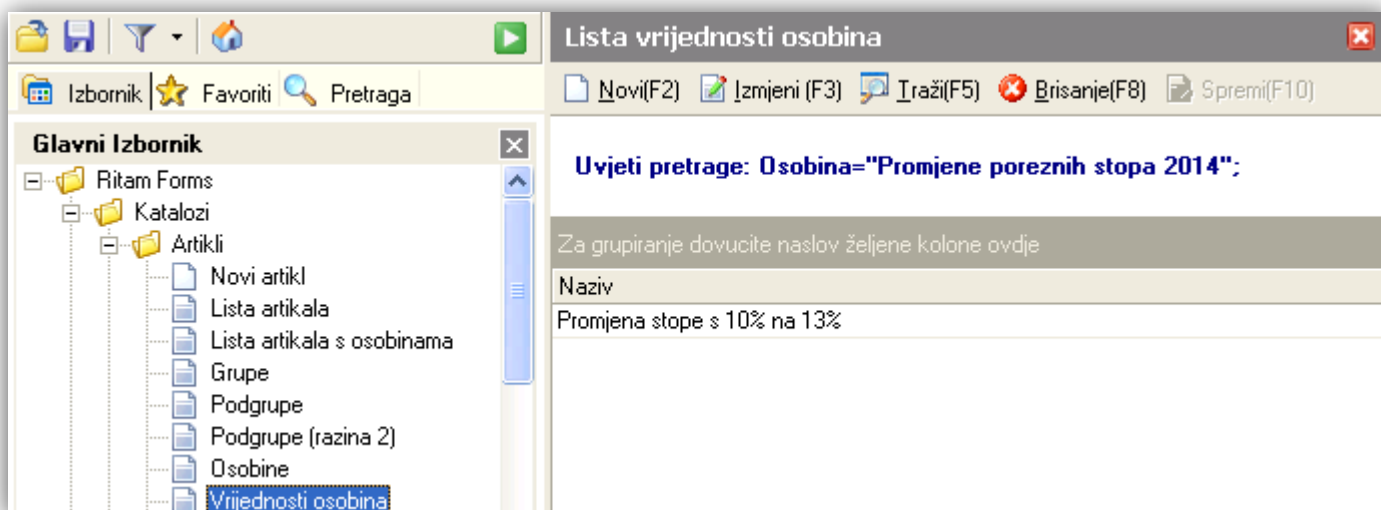 Izbornik Favoriti Pretraga
Glavni Izbornik
Ritam Forms
Katalozi
Artikli
Novi artikl
Lista artikala
Lista artikala s osobinama
Grupe
Podgrupe
Podgrupe (razina 2)
Osobine
Vrijednosti osobina
Lista vrijednosti osobina
Novi(F2) Izmjeni (F3) Traži(F5) Brisanje(F8) Spremi(F10)
Uvjeti pretrage: Osobina="Promjene poreznih stopa 2014";
Za grupiranje dovucite naslov željene kolone ovdje
Naziv
Promjena stope s 10% na 13%